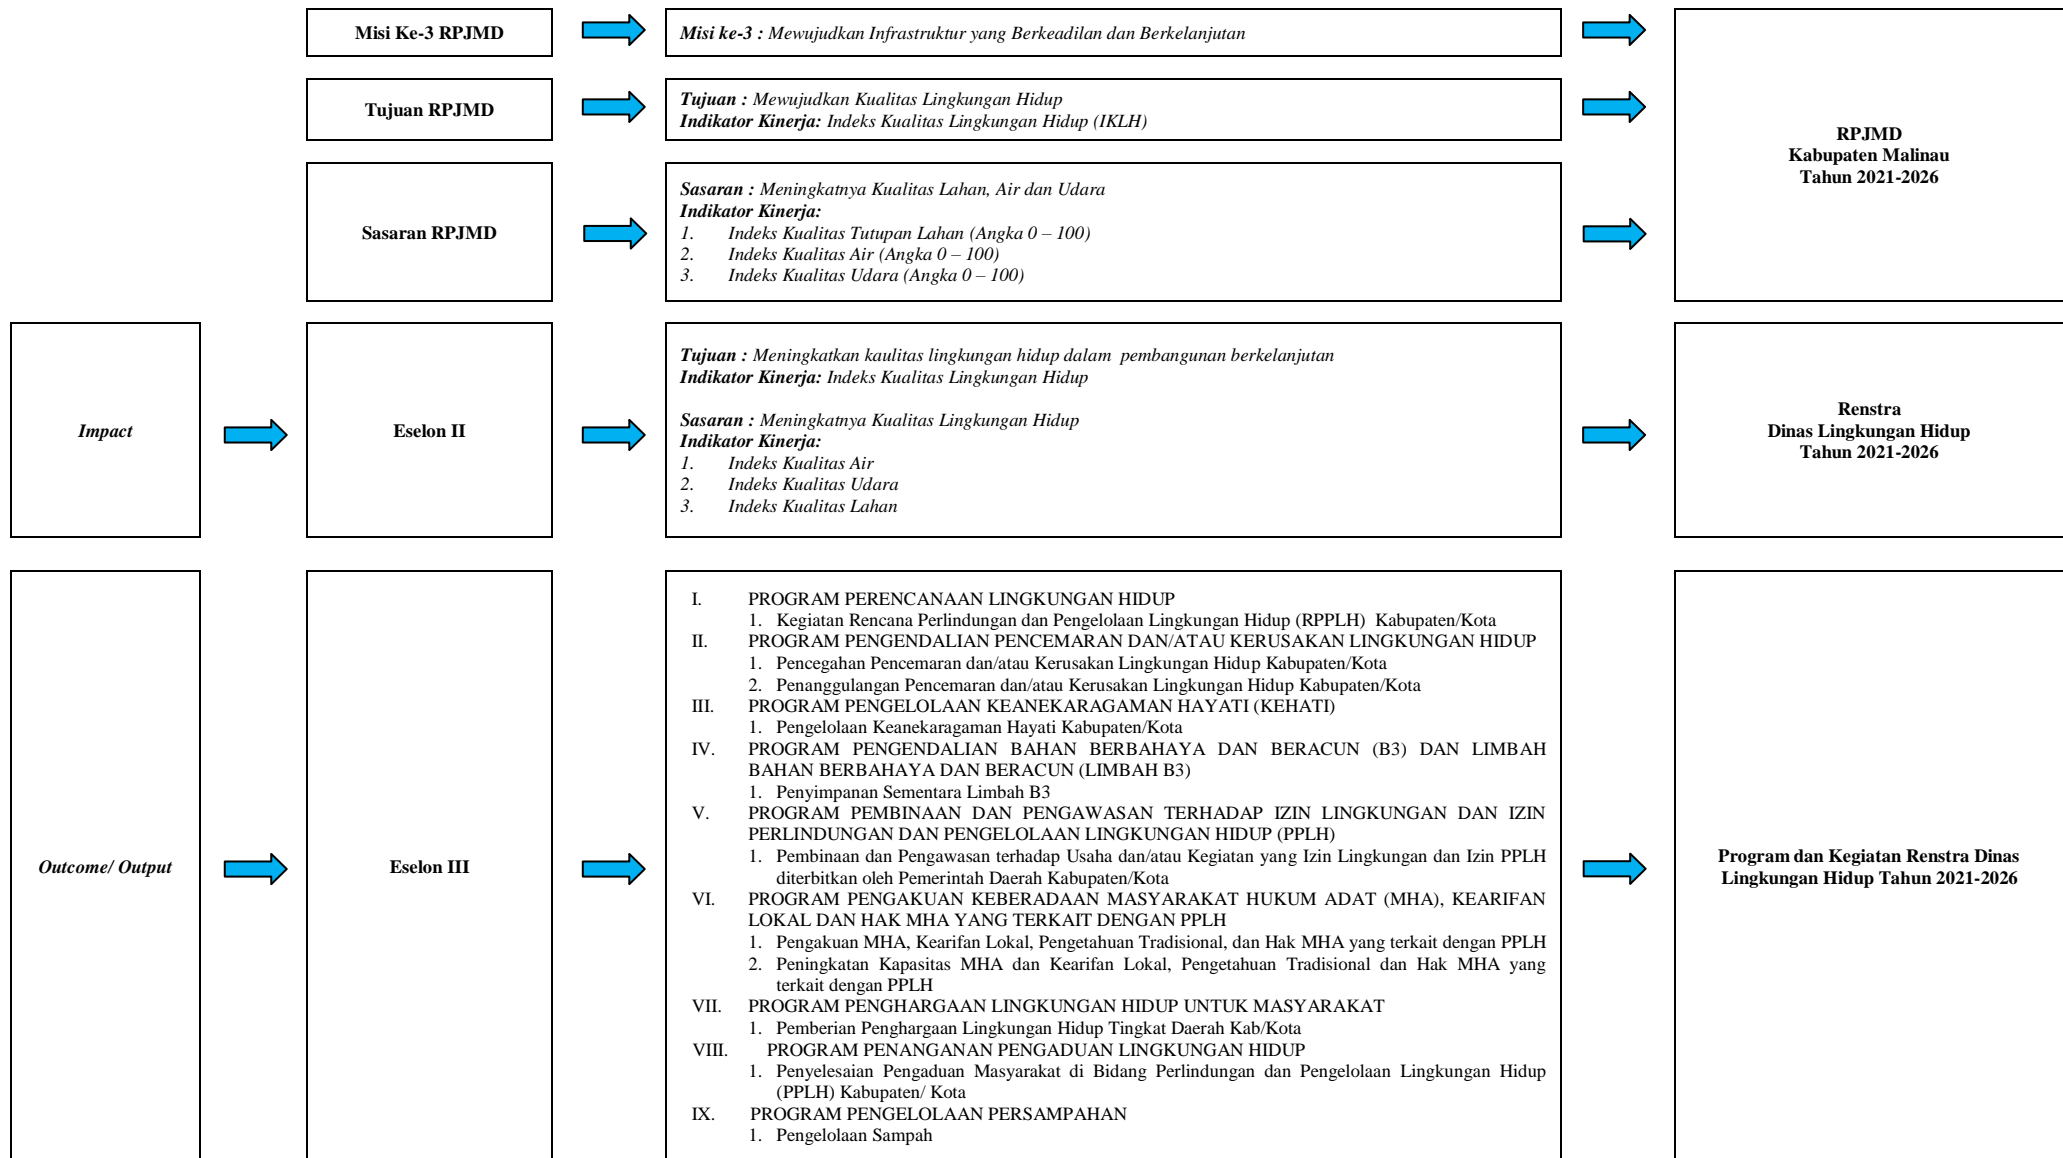 Misi Ke-3 RPJMD
Misi ke-3 : Mewujudkan Infrastruktur yang Berkeadilan dan Berkelanjutan
Tujuan RPJMD
Tujuan : Mewujudkan Kualitas Lingkungan Hidup
Indikator Kinerja: Indeks Kualitas Lingkungan Hidup (IKLH)
Sasaran RPJMD
Sasaran : Meningkatnya Kualitas Lahan, Air dan Udara
Indikator Kinerja:
1. Indeks Kualitas Tutupan Lahan (Angka 0 – 100)
2. Indeks Kualitas Air (Angka 0 – 100)
3. Indeks Kualitas Udara (Angka 0 – 100)
RPJMD
Kabupaten Malinau
Tahun 2021-2026
Impact
Eselon II
Tujuan : Meningkatkan kaulitas lingkungan hidup dalam pembangunan berkelanjutan
Indikator Kinerja: Indeks Kualitas Lingkungan Hidup
Sasaran : Meningkatnya Kualitas Lingkungan Hidup
Indikator Kinerja:
1. Indeks Kualitas Air
2. Indeks Kualitas Udara
3. Indeks Kualitas Lahan
Renstra
Dinas Lingkungan Hidup
Tahun 2021-2026
Outcome/ Output
Eselon III
I. PROGRAM PERENCANAAN LINGKUNGAN HIDUP
1. Kegiatan Rencana Perlindungan dan Pengelolaan Lingkungan Hidup (RPPLH) Kabupaten/Kota
II. PROGRAM PENGENDALIAN PENCEMARAN DAN/ATAU KERUSAKAN LINGKUNGAN HIDUP
1. Pencegahan Pencemaran dan/atau Kerusakan Lingkungan Hidup Kabupaten/Kota
2. Penanggulangan Pencemaran dan/atau Kerusakan Lingkungan Hidup Kabupaten/Kota
III. PROGRAM PENGELOLAAN KEANEKARAGAMAN HAYATI (KEHATI)
1. Pengelolaan Keanekaragaman Hayati Kabupaten/Kota
IV. PROGRAM PENGENDALIAN BAHAN BERBAHAYA DAN BERACUN (B3) DAN LIMBAH
BAHAN BERBAHAYA DAN BERACUN (LIMBAH B3)
1. Penyimpanan Sementara Limbah B3
V. PROGRAM PEMBINAAN DAN PENGAWASAN TERHADAP IZIN LINGKUNGAN DAN IZIN
PERLINDUNGAN DAN PENGELOLAAN LINGKUNGAN HIDUP (PPLH)
1. Pembinaan dan Pengawasan terhadap Usaha dan/atau Kegiatan yang Izin Lingkungan dan Izin PPLH
diterbitkan oleh Pemerintah Daerah Kabupaten/Kota
VI. PROGRAM PENGAKUAN KEBERADAAN MASYARAKAT HUKUM ADAT (MHA), KEARIFAN
LOKAL DAN HAK MHA YANG TERKAIT DENGAN PPLH
1. Pengakuan MHA, Kearifan Lokal, Pengetahuan Tradisional, dan Hak MHA yang terkait dengan PPLH
2. Peningkatan Kapasitas MHA dan Kearifan Lokal, Pengetahuan Tradisional dan Hak MHA yang
terkait dengan PPLH
VII. PROGRAM PENGHARGAAN LINGKUNGAN HIDUP UNTUK MASYARAKAT
1. Pemberian Penghargaan Lingkungan Hidup Tingkat Daerah Kab/Kota
VIII. PROGRAM PENANGANAN PENGADUAN LINGKUNGAN HIDUP
1. Penyelesaian Pengaduan Masyarakat di Bidang Perlindungan dan Pengelolaan Lingkungan Hidup
(PPLH) Kabupaten/ Kota
IX. PROGRAM PENGELOLAAN PERSAMPAHAN
1. Pengelolaan Sampah
Program dan Kegiatan Renstra Dinas
Lingkungan Hidup Tahun 2021-2026